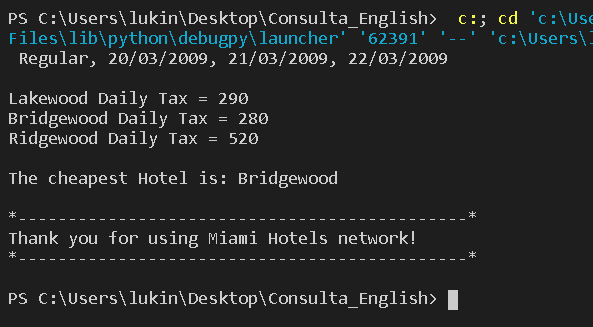 PS C:\Users\lukin\Desktop\Consulta_English>  c:; cd 'c:\Use
Files\lib\python\debugpy\launcher' '62391' '--' 'c:\Users\l
Regular, 20/03/2009, 21/03/2009, 22/03/2009
Lakewood Daily Tax = 290
Bridgewood Daily Tax = 280
Ridgewood Daily Tax = 520
The cheapest Hotel is: Bridgewood
*---------------------------------------------*
Thank you for using Miami Hotels network!
*---------------------------------------------*
PS C:\Users\lukin\Desktop\Consulta_English>